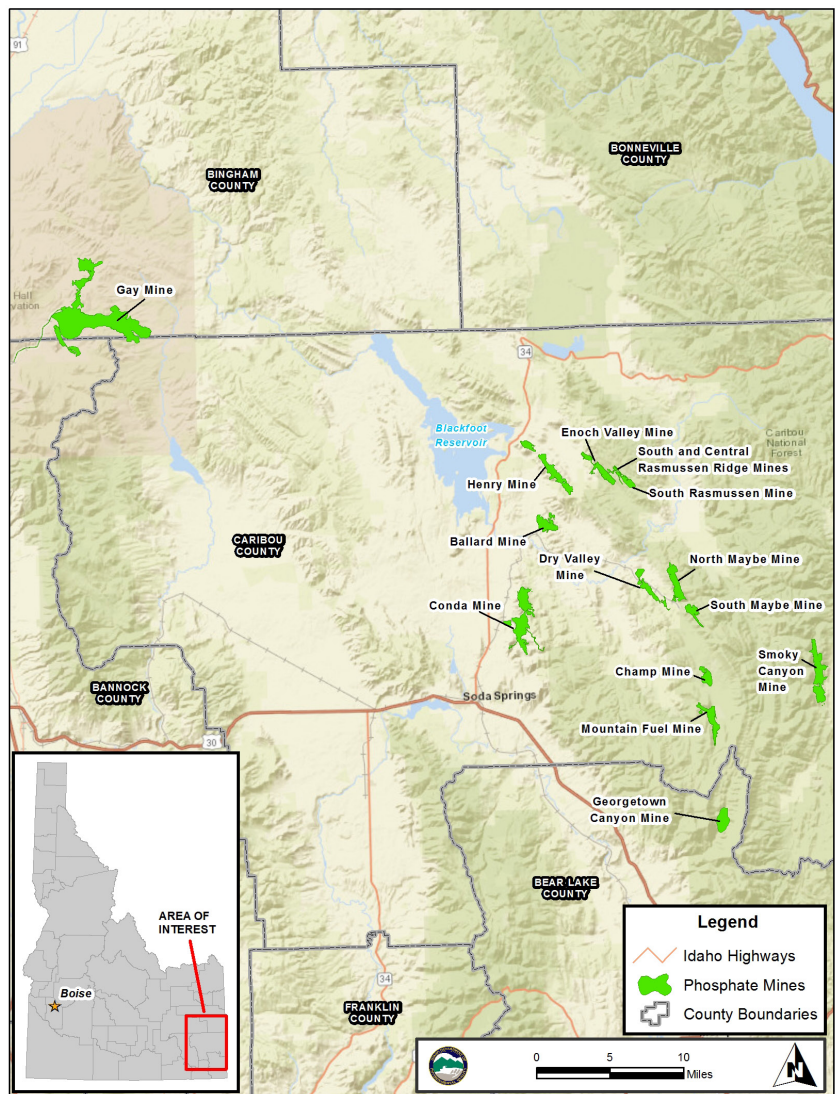 91
BONNEVILLE
COUNTY
BINGHAM
COUNTY
Gay Mine
Hall
34
Caribou
National
Forest
Blackfoot
Reservoir
Enoch Valley Mine
South and Central
Rasmussen Ridge Mines
Henry Mine
South Rasmussen Mine
Ballard Mine
CARIBOU
COUNTY
Dry Valley
Mine
North Maybe Mine
Conda Mine
South Maybe Mine
Smoky
Canyon
Mine
Champ Mine
BANNOCK
COUNTY
Soda Springs
Mountain Fuel Mine
30
Georgetown
Canyon Mine
BEAR LAKE
COUNTY
AREA OF
INTEREST
Boise
34
FRANKLIN
COUNTY
Legend
Idaho Highways
Phosphate Mines
County Boundaries
0 5 10
Miles
N